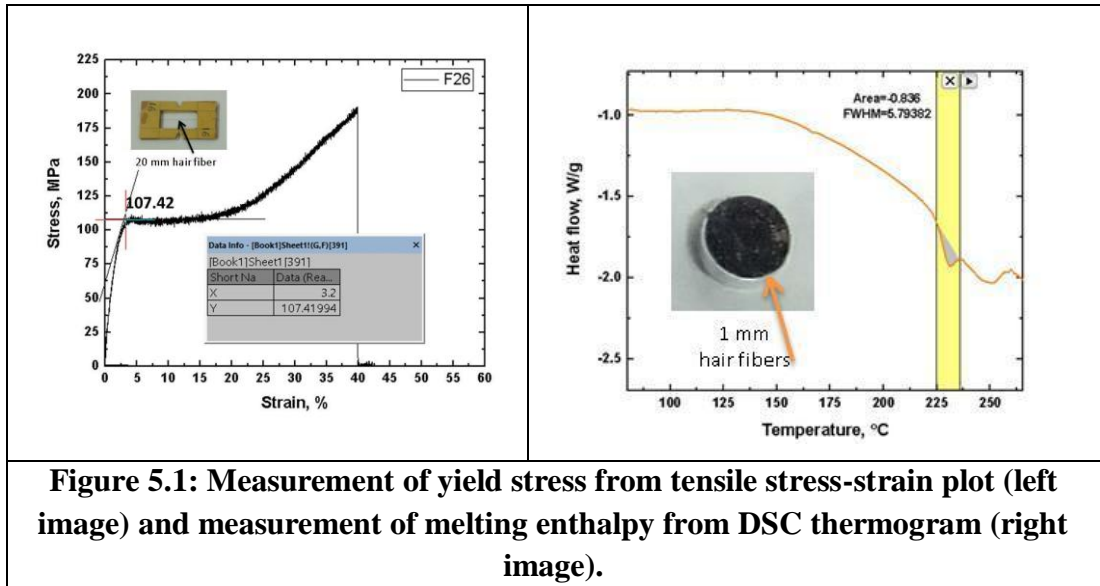 225
200
175
150
125
100
75
50
25
0
Stress, MPa
F26
20 mm hair fiber
107.42
Data Info - [Book1]Sheet1!(G,F)[391]
×
[Book1]Sheet1[391]
Short Na Data (Rea...
X 3.2
Y 107.41994
0 5 10 15 20 25 30 35 40 45 50 55 60
Strain, %
-1.0
-1.5
-2.0
-2.5
Heat flow, W/g
Area=-0.836
FWHM=5.79382
1 mm
hair fibers
100 125 150 175 200 225 250
Temperature, °C
Figure 5.1: Measurement of yield stress from tensile stress-strain plot (left
image) and measurement of melting enthalpy from DSC thermogram (right
image).